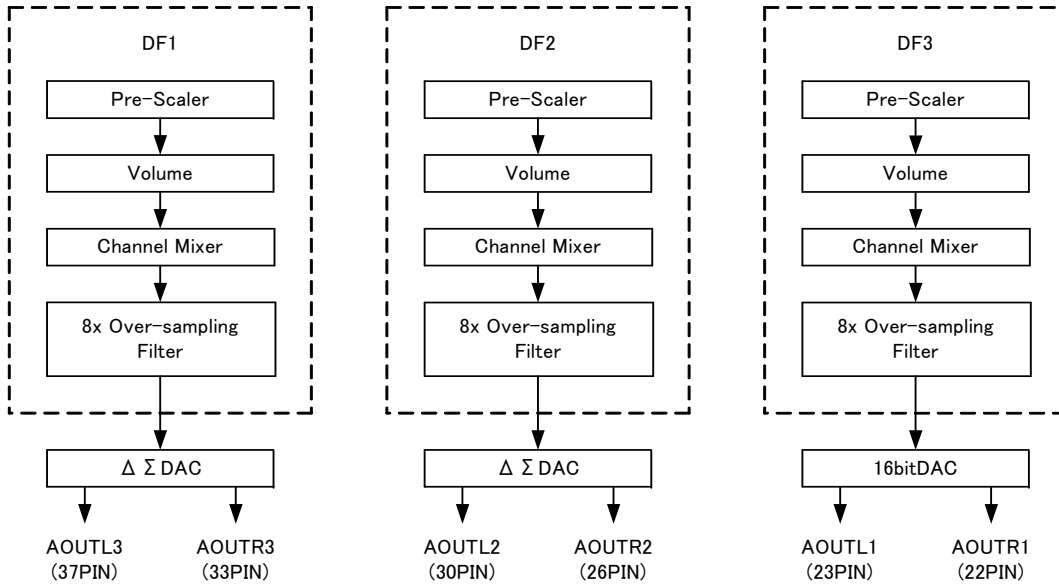 DF1
Pre-Scaler
Volume
Channel Mixer
8x Over-sampling
Filter
Δ Σ DAC
AOUTL3
(37PIN)
AOUTR3
(33PIN)
DF2
Pre-Scaler
Volume
Channel Mixer
8x Over-sampling
Filter
Δ Σ DAC
AOUTL2
(30PIN)
AOUTR2
(26PIN)
DF3
Pre-Scaler
Volume
Channel Mixer
8x Over-sampling
Filter
16bitDAC
AOUTL1
(23PIN)
AOUTR1
(22PIN)